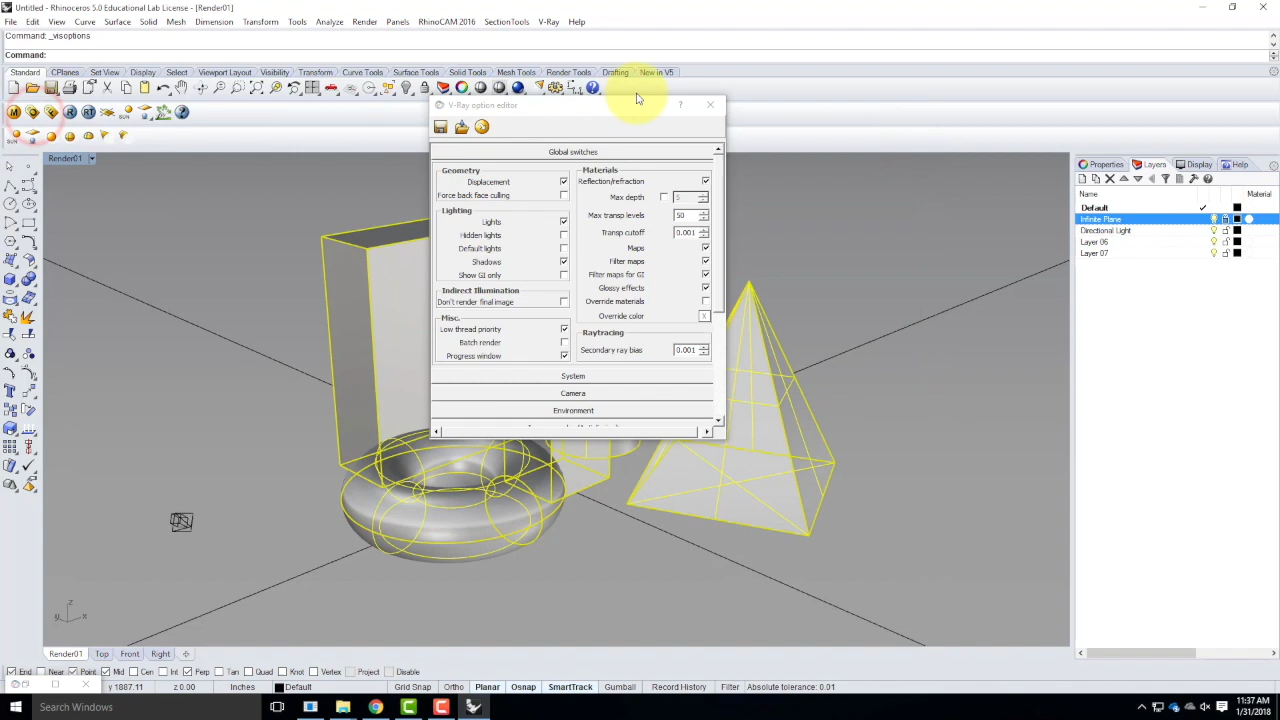 Untitled - Rhinoceros 5.0 Educational Lab License - [Render01]
File Edit View Curve Surface Solid Mesh Dimension Transform Tools Analyze Render Panels RhinoCAM 2016 SectionTools V-Ray Help
Command: _visoptions
Command:
Standard CPlanes Set View Display Select Viewport Layout Visibility Transform Curve Tools Surface Tools Solid Tools Mesh Tools Render Tools Drafting New in V5
V-Ray option editor
Global switches
Geometry
Displacement
Force back face culling
Lighting
Lights
Hidden lights
Default lights
Shadows
Show GI only
Indirect Illumination
Don't render final image
Misc.
Low thread priority
Batch render
Progress window
Materials
Reflection/refraction
Max depth 5
Max transp levels 50
Transp cutoff 0.001
Maps
Filter maps
Filter maps for GI
Glossy effects
Override materials
Override color X
Raytracing
Secondary ray bias 0.001
System
Camera
Environment
M R RT
SUN
SUN
Render01
z
y x
Properties Layers Display Help
Name Material
Default
Infinite Plane
Directional Light
Layer 06
Layer 07
Render01 Top Front Right
End Near Point Mid Cen Int Perp Tan Quad Knot Vertex Project Disable
y 1887.11 z 0.00 Inches Default Grid Snap Ortho Planar Osnap SmartTrack Gumball Record History Filter Absolute tolerance: 0.01
Search Windows
11:37 AM
1/31/2018